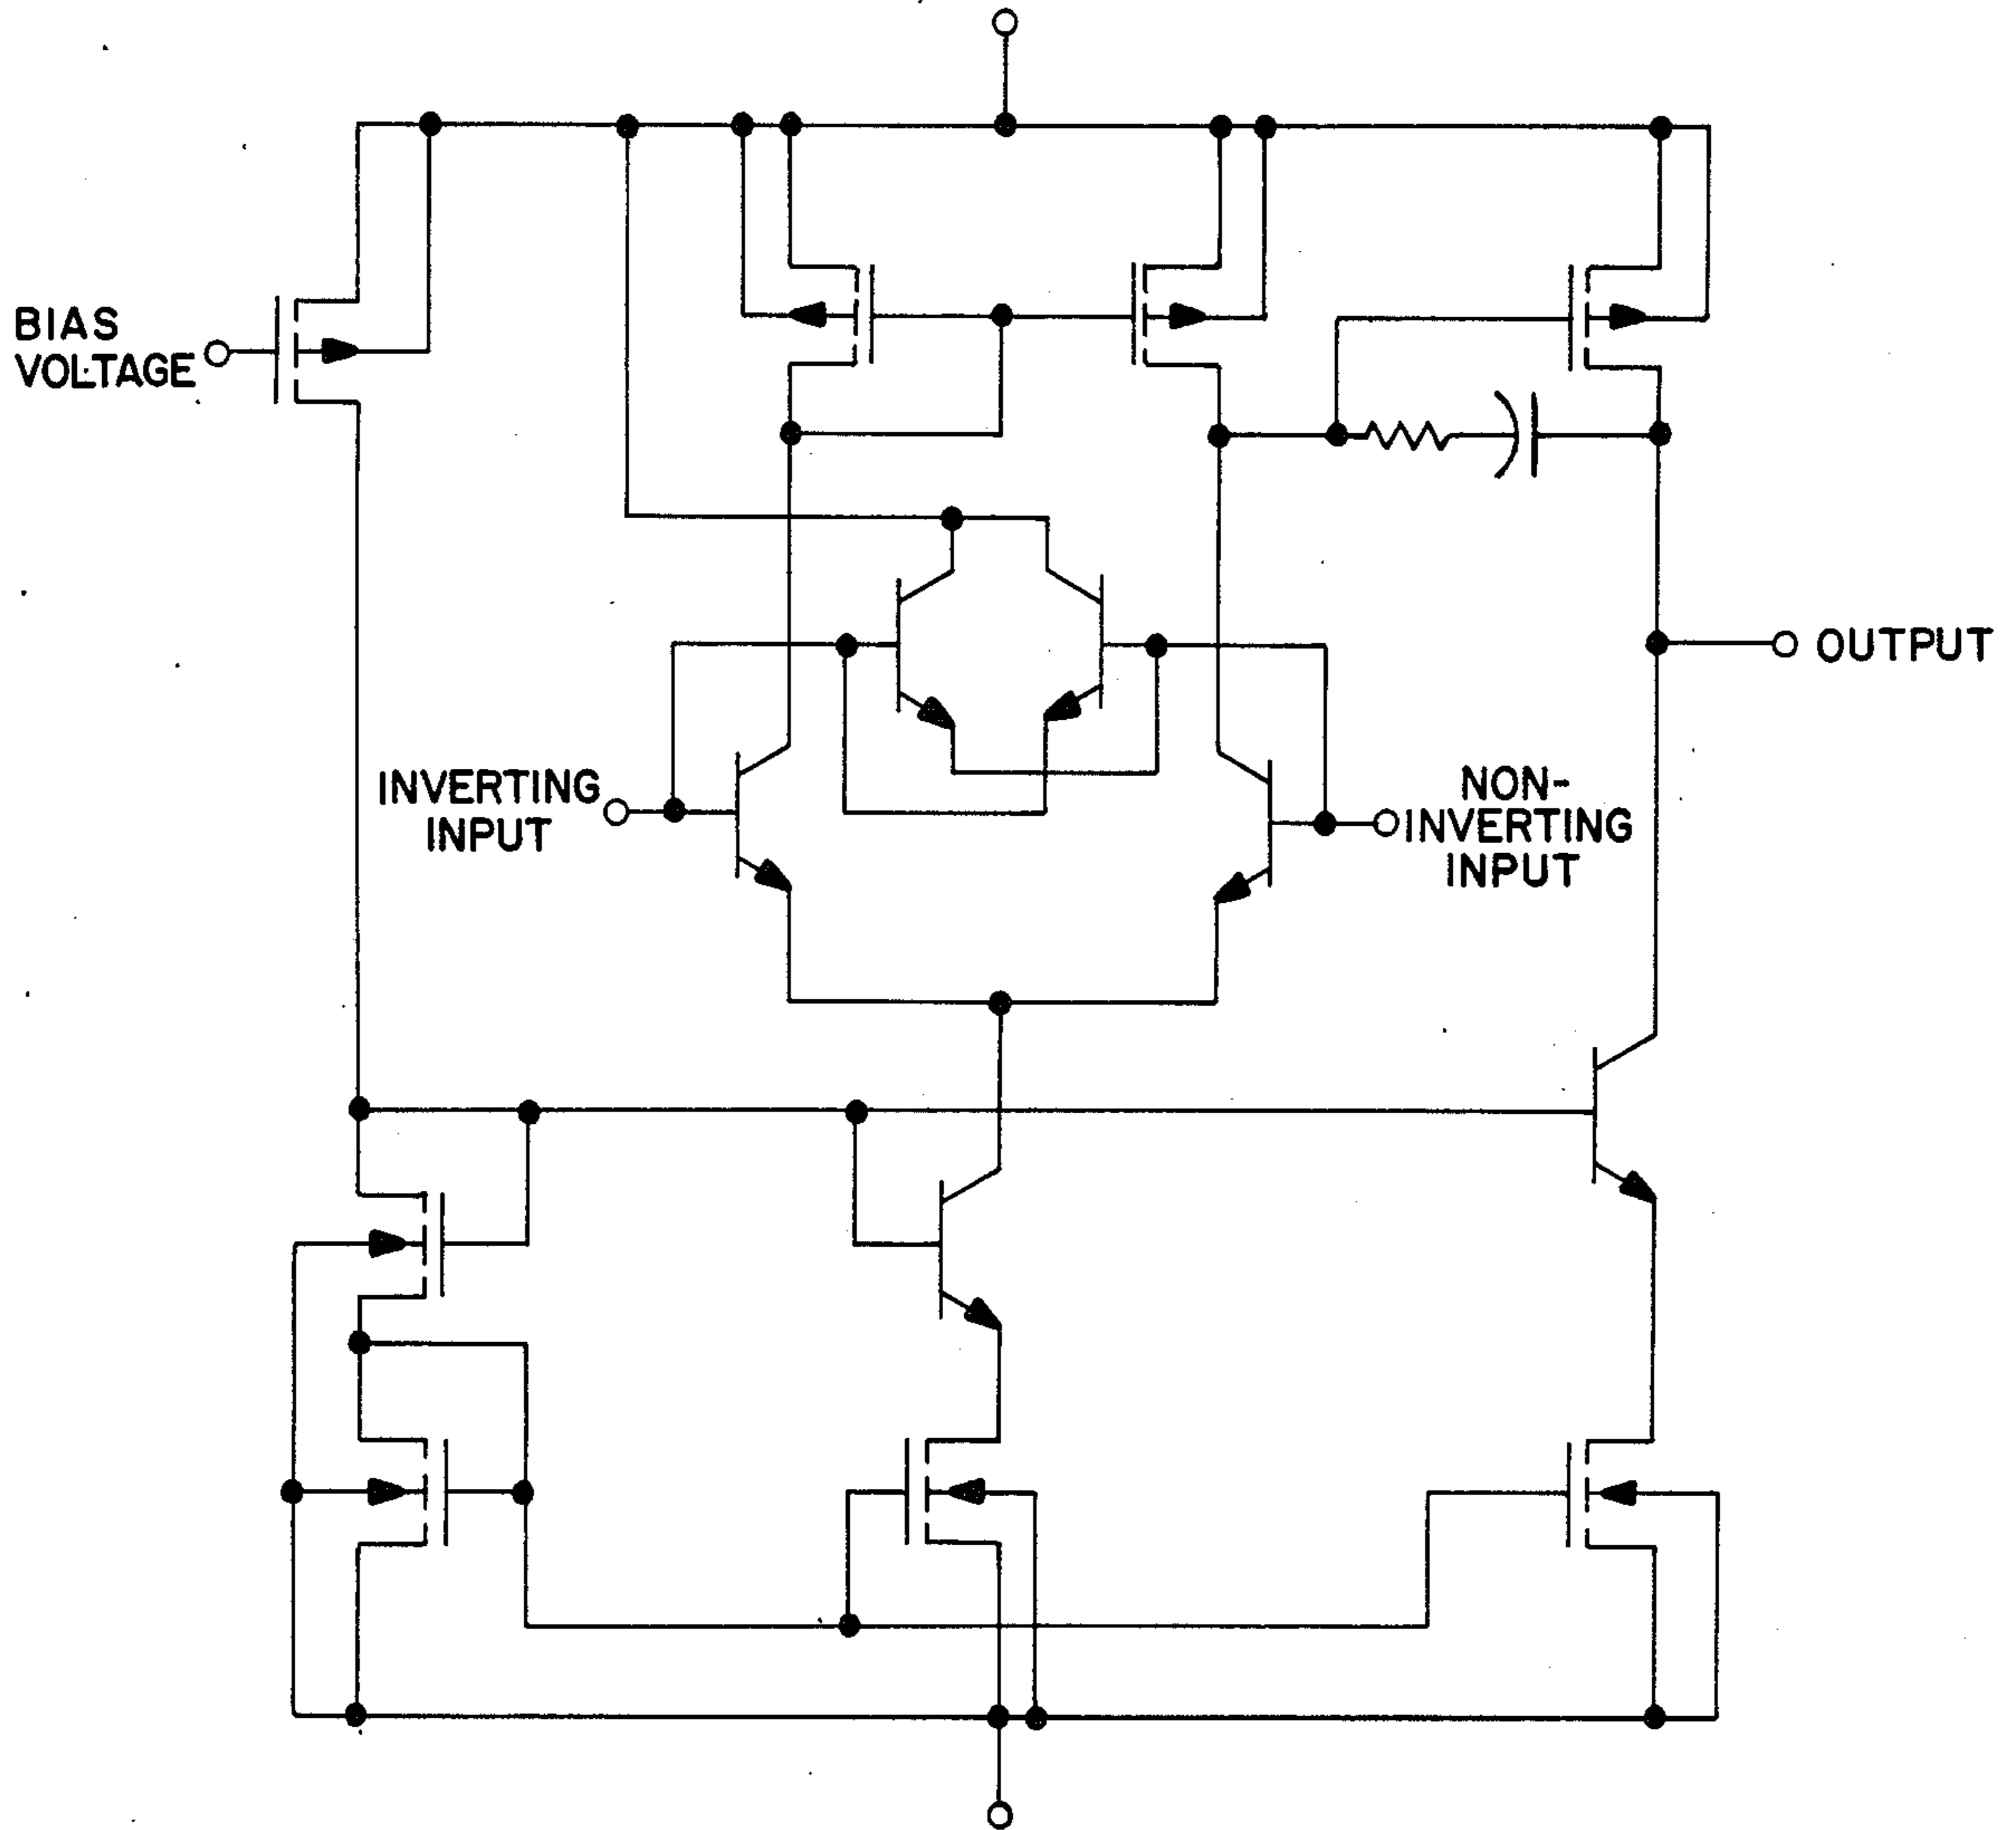 BIAS
VOLTAGE
OUTPUT
INVERTING
INPUT
NON-
INVERTING
INPUT